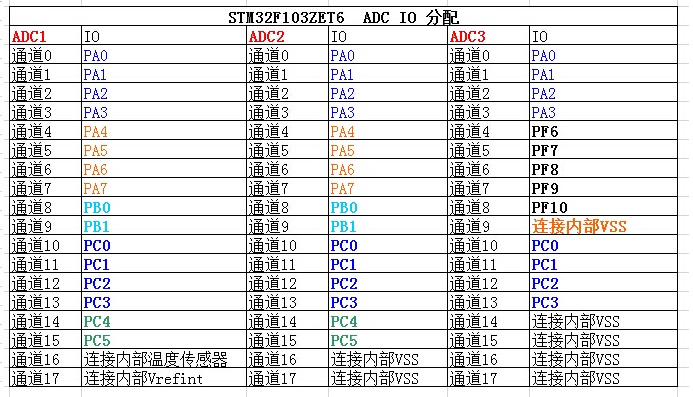 STM32F103ZET6 ADC IO 分配
ADC1 IO ADC2 IO ADC3 IO
通道0 PA0 通道0 PA0 通道0 PA0
通道1 PA1 通道1 PA1 通道1 PA1
通道2 PA2 通道2 PA2 通道2 PA2
通道3 PA3 通道3 PA3 通道3 PA3
通道4 PA4 通道4 PA4 通道4 PF6
通道5 PA5 通道5 PA5 通道5 PF7
通道6 PA6 通道6 PA6 通道6 PF8
通道7 PA7 通道7 PA7 通道7 PF9
通道8 PB0 通道8 PB0 通道8 PF10
通道9 PB1 通道9 PB1 通道9 连接内部VSS
通道10 PC0 通道10 PC0 通道10 PC0
通道11 PC1 通道11 PC1 通道11 PC1
通道12 PC2 通道12 PC2 通道12 PC2
通道13 PC3 通道13 PC3 通道13 PC3
通道14 PC4 通道14 PC4 通道14 连接内部VSS
通道15 PC5 通道15 PC5 通道15 连接内部VSS
通道16 连接内部温度传感器 通道16 连接内部VSS 通道16 连接内部VSS
通道17 连接内部Vrefint 通道17 连接内部VSS 通道17 连接内部VSS